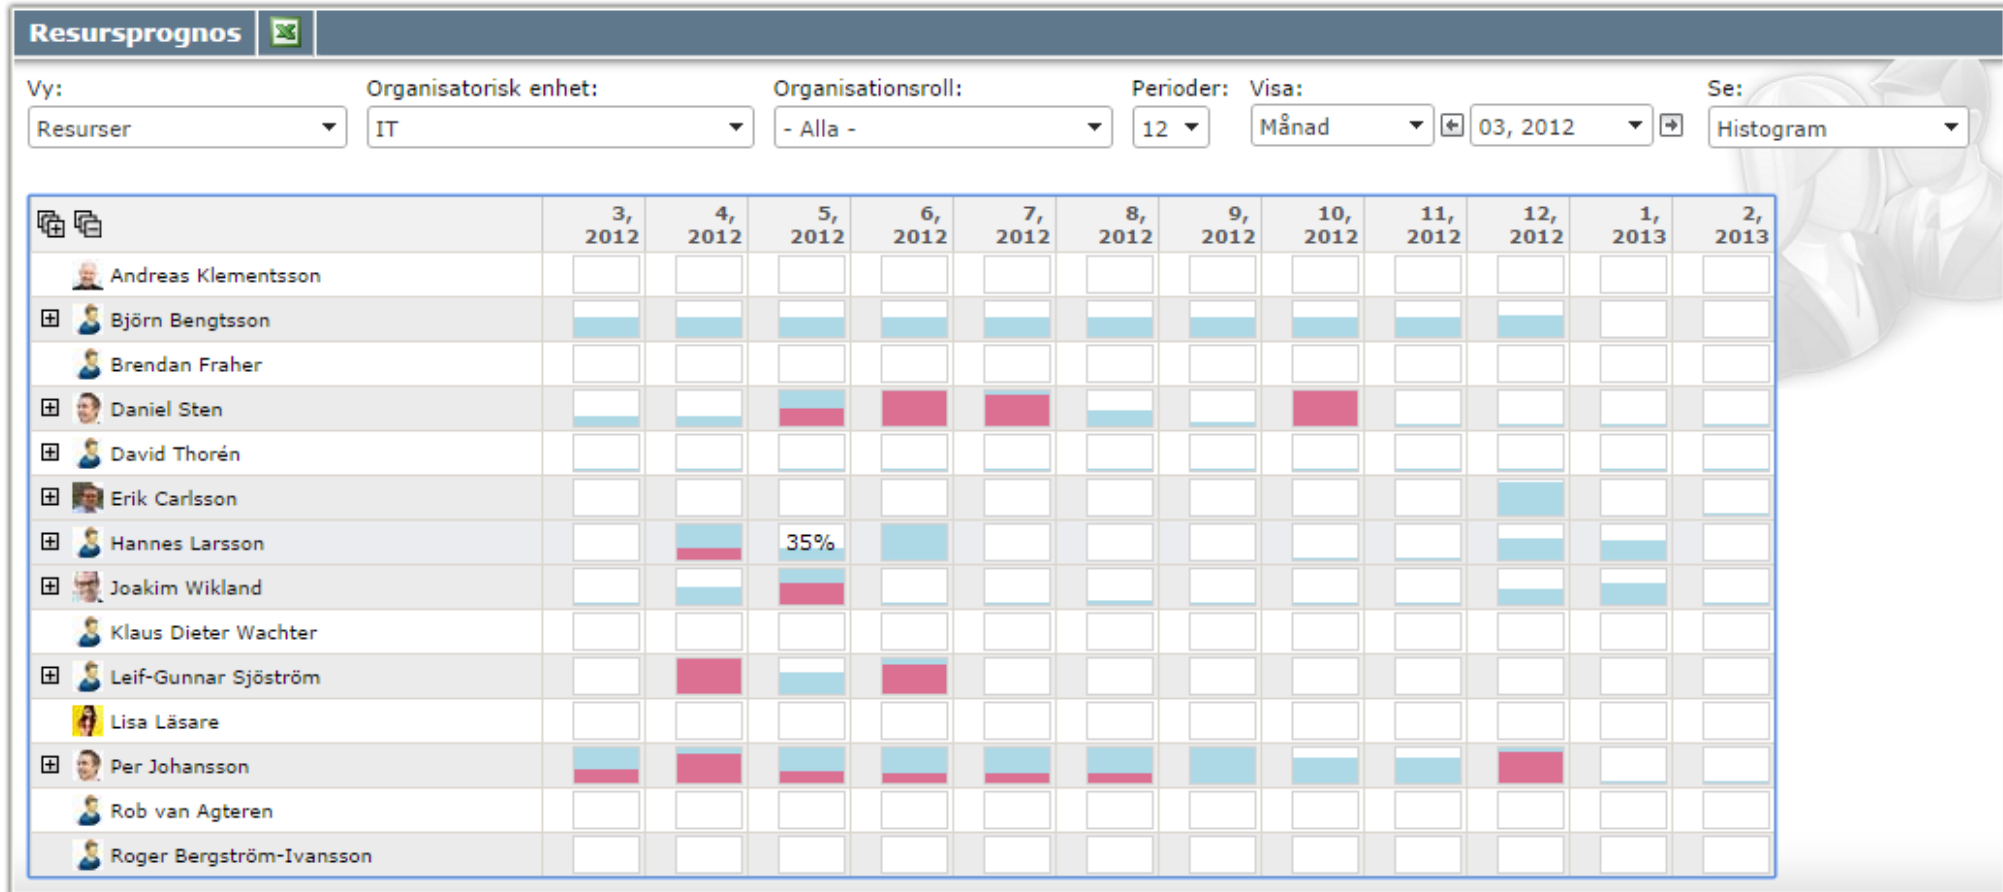 Resursprognos
Vy: Organisatorisk enhet: Organisationsroll: Perioder: Visa: Se:
Resurser IT - Alla - 12 Månad 03, 2012 Histogram
3, 2012 4, 2012 5, 2012 6, 2012 7, 2012 8, 2012 9, 2012 10, 2012 11, 2012 12, 2012 1, 2013 2, 2013
Andreas Klementsson
Björn Bengtsson
Brendan Fraher
Daniel Sten
David Thorén
Erik Carlsson
Hannes Larsson 35%
Joakim Wikland
Klaus Dieter Wachter
Leif-Gunnar Sjöström
Lisa Läsare
Per Johansson
Rob van Agteren
Roger Bergström-Ivansson